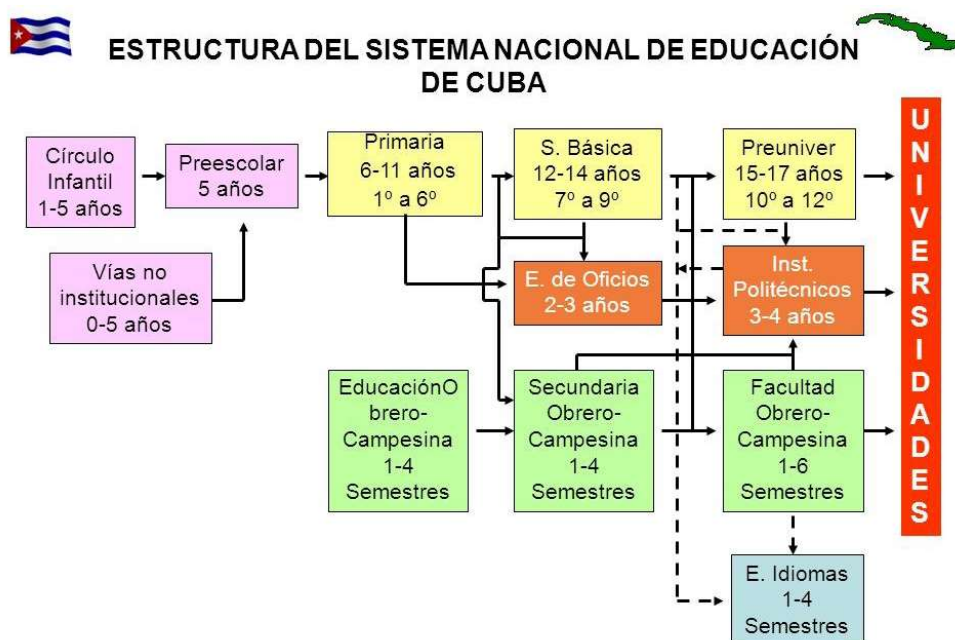 ESTRUCTURA DEL SISTEMA NACIONAL DE EDUCACIÓN
DE CUBA
Círculo
Infantil
1-5 años
Preescolar
5 años
Primaria
6-11 años
1º a 6º
S. Básica
12-14 años
7º a 9º
Preuniver
15-17 años
10º a 12º
Vías no
institucionales
0-5 años
E. de Oficios
2-3 años
Inst.
Politécnicos
3-4 años
EducaciónO
brero-
Campesina
1-4
Semestres
Secundaria
Obrero-
Campesina
1-4
Semestres
Facultad
Obrero-
Campesina
1-6
Semestres
E. Idiomas
1-4
Semestres
U
N
I
V
E
R
S
I
D
A
D
E
S